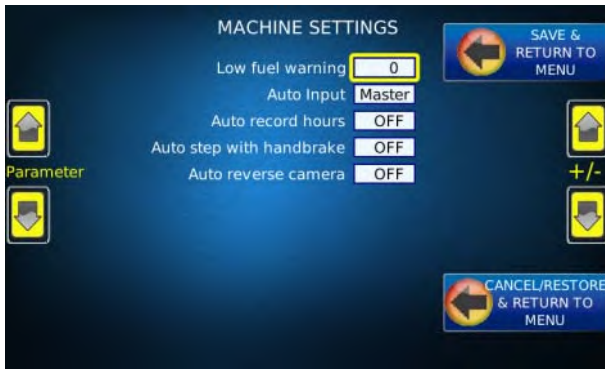 MACHINE SETTINGS
SAVE &
RETURN TO
MENU
Low fuel warning 0
Auto Input Master
Auto record hours OFF
Auto step with handbrake OFF
Auto reverse camera OFF
Parameter
+/-
CANCEL/RESTORE
& RETURN TO
MENU